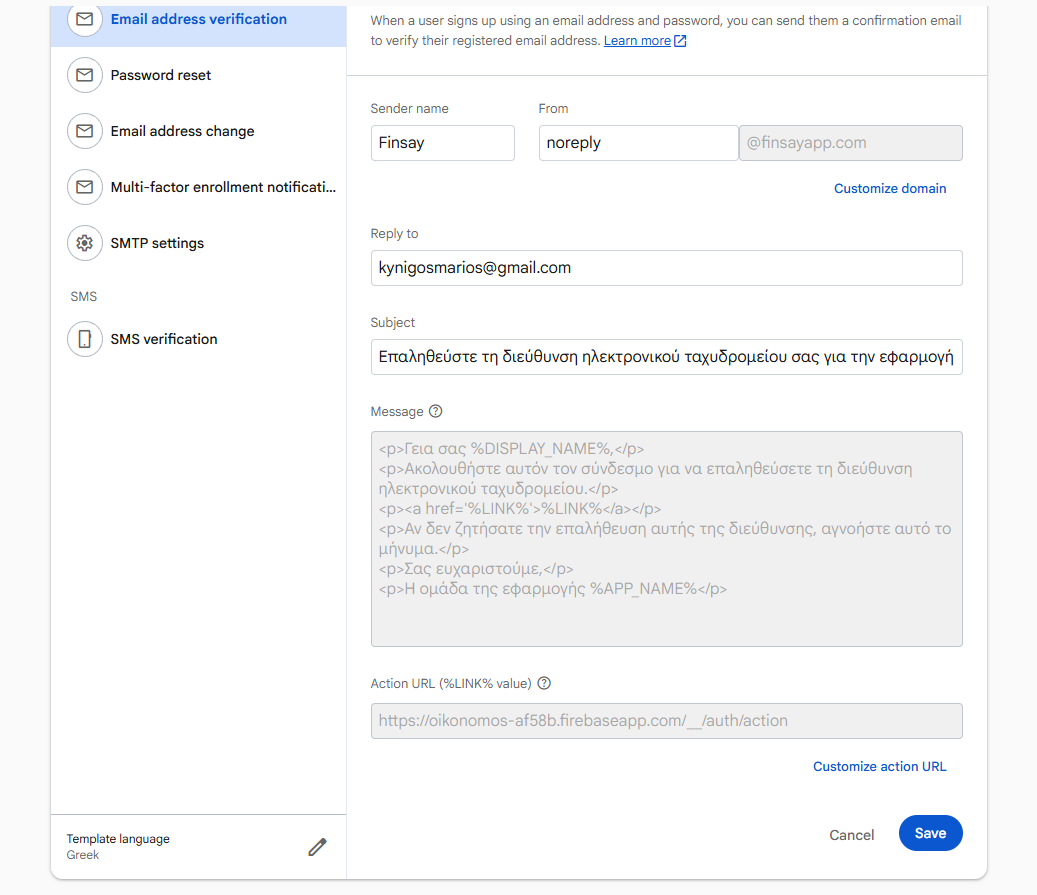 Email address verification
Password reset
Email address change
Multi-factor enrollment notificati...
SMTP settings
SMS
SMS verification
Template language
Greek
When a user signs up using an email address and password, you can send them a confirmation email
to verify their registered email address. Learn more
Sender name
From
Finsay
noreply
@finsayapp.com
Customize domain
Reply to
kynigosmarios@gmail.com
Subject
Επαληθεύστε τη διεύθυνση ηλεκτρονικού ταχυδρομείου σας για την εφαρμογή
Message
<p>Γεια σας %DISPLAY_NAME%,</p>
<p>Ακολουθήστε αυτόν τον σύνδεσμο για να επαληθεύσετε τη διεύθυνση
ηλεκτρονικού ταχυδρομείου.</p>
<p><a href='%LINK%'>%LINK%</a></p>
<p>Αν δεν ζητήσατε την επαλήθευση αυτής της διεύθυνσης, αγνοήστε αυτό το
μήνυμα.</p>
<p>Σας ευχαριστούμε,</p>
<p>Η ομάδα της εφαρμογής %APP_NAME%</p>
Action URL (%LINK% value)
https://oikonomos-af58b.firebaseapp.com/__/auth/action
Customize action URL
Cancel
Save